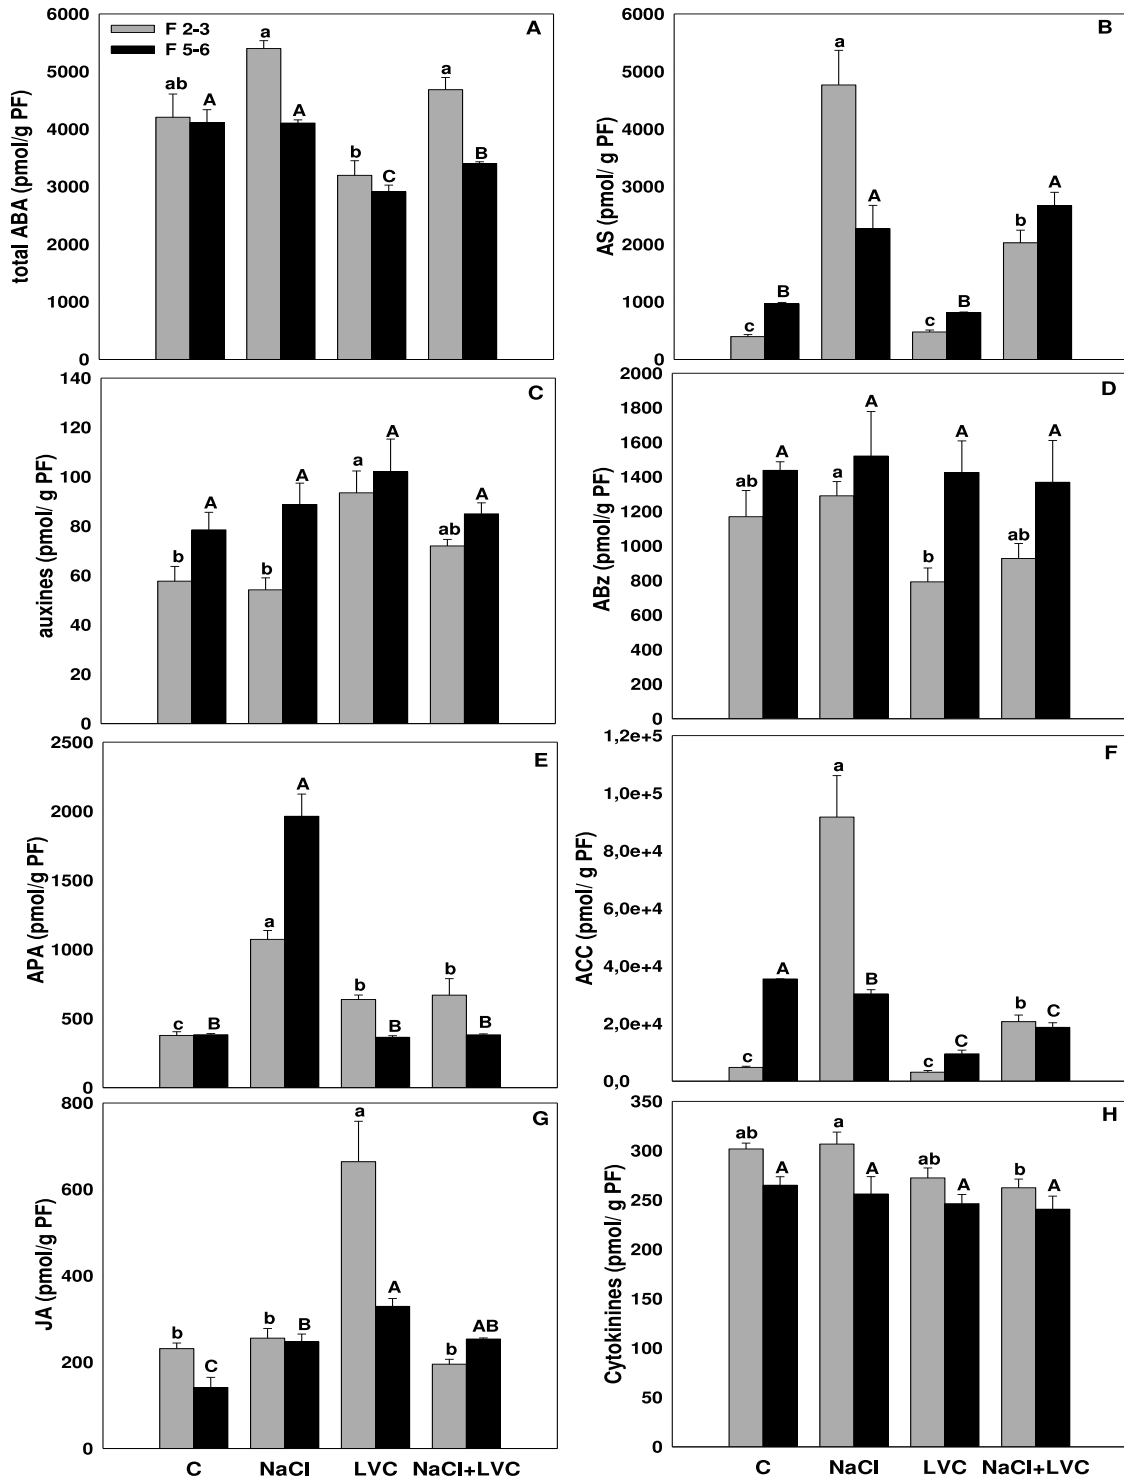 6000
5000
4000
3000
2000
1000
0
total ABA (pmol/g PF)
F 2-3
F 5-6
A
ab
A
a
A
b
C
a
B
6000
5000
4000
3000
2000
1000
0
AS (pmol/ g PF)
B
c
B
a
A
c
B
b
A
140
120
100
80
60
40
20
0
auxines (pmol/ g PF)
C
b
A
b
A
a
A
ab
A
2000
1800
1600
1400
1200
1000
800
600
400
200
0
ABz (pmol/g PF)
D
ab
A
a
A
b
A
ab
A
2500
2000
1500
1000
500
0
APA (pmol/g PF)
E
c
B
a
A
b
B
b
B
1,2e+5
1,0e+5
8,0e+4
6,0e+4
4,0e+4
2,0e+4
0,0
ACC (pmol/ g PF)
F
c
A
a
B
c
C
b
C
800
600
400
200
0
JA (pmol/g PF)
G
b
C
b
B
a
A
b
AB
C
NaCl
LVC
NaCl+LVC
350
300
250
200
150
100
50
0
Cytokinines (pmol/ g PF)
H
ab
A
a
A
ab
A
b
A
C
NaCl
LVC
NaCl+LVC